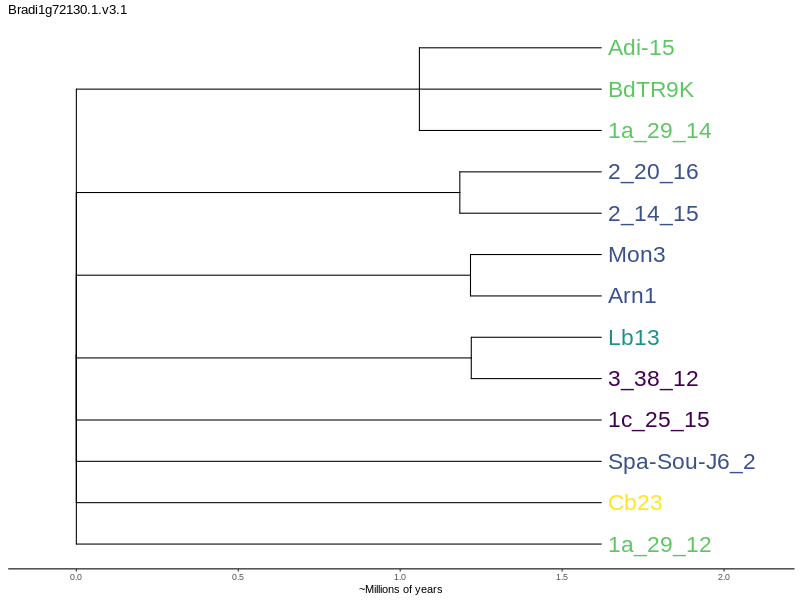 Bradi1g72130.1.v3.1
Adi-15
BdTR9K
1a_29_14
2_20_16
2_14_15
Mon3
Arn1
Lb13
3_38_12
1c_25_15
Spa-Sou-J6_2
Cb23
1a_29_12
0.0 0.5 1.0 1.5 2.0
~Millions of years